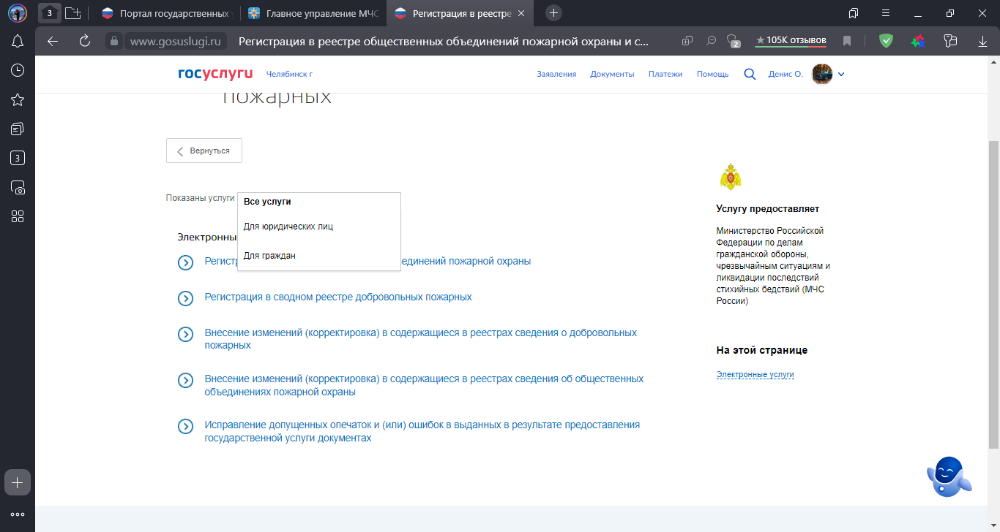 3
Портал государственных
Главное управление МЧС
Регистрация в реестре
www.gosuslugi.ru
Регистрация в реестре общественных объединений пожарной охраны и с...
2
★ 105K отзывов
3
госуслуги
Челябинск г
Заявления
Документы
Платежи
Помощь
Денис О.
пожарных
Вернуться
Показаны услуги
Все услуги
Для юридических лиц
Для граждан
Электронны
Регистр
единений пожарной охраны
Регистрация в сводном реестре добровольных пожарных
Внесение изменений (корректировка) в содержащиеся в реестрах сведения о добровольных
пожарных
Внесение изменений (корректировка) в содержащиеся в реестрах сведения об общественных
объединениях пожарной охраны
Исправление допущенных опечаток и (или) ошибок в выданных в результате предоставления
государственной услуги документах
Услугу предоставляет
Министерство Российской
Федерации по делам
гражданской обороны,
чрезвычайным ситуациям и
ликвидации последствий
стихийных бедствий (МЧС
России)
На этой странице
Электронные услуги